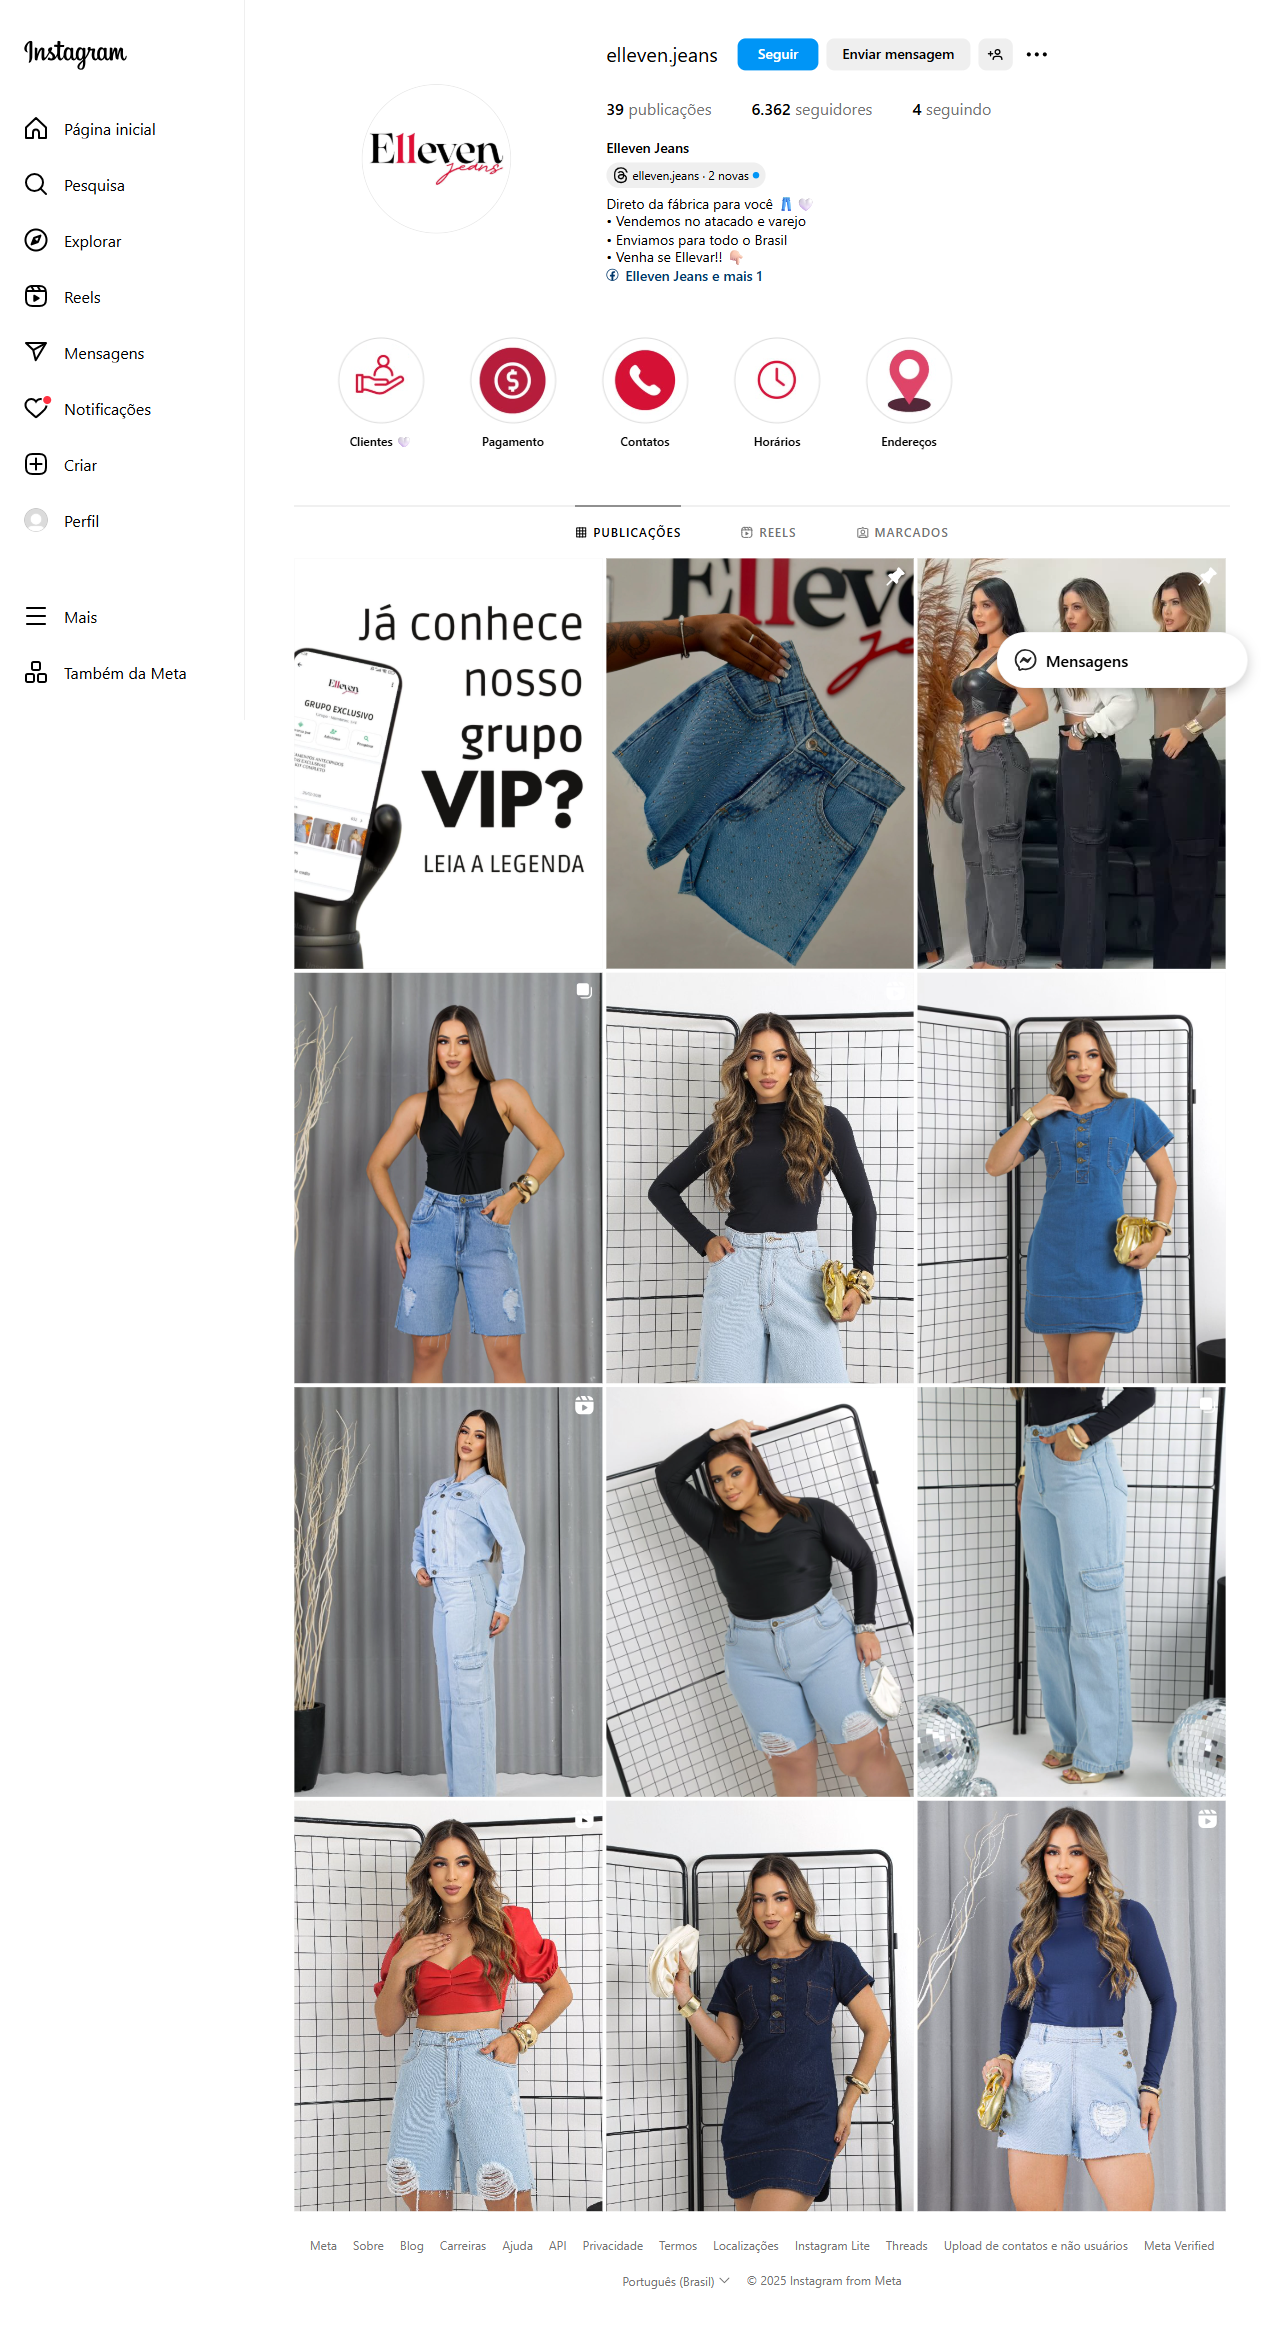 Instagram
Página inicial
Pesquisa
Explorar
Reels
Mensagens
Notificações
Criar
Perfil
Mais
Também da Meta
elleven.jeans
Seguir
Enviar mensagem
39 publicações
6.362 seguidores
4 seguindo
Elleven jeans
Elleven Jeans
elleven.jeans · 2 novas
Direto da fábrica para você 👖 🤍
• Vendemos no atacado e varejo
• Enviamos para todo o Brasil
• Venha se Ellevar!! 👇🏻
Elleven Jeans e mais 1
Clientes 🤍
Pagamento
Contatos
Horários
Endereços
PUBLICAÇÕES
REELS
MARCADOS
Já conhece
nosso
grupo
VIP?
LEIA A LEGENDA
Elleven
GRUPO EXCLUSIVO
Elleve
je
Mensagens
Meta
Sobre
Blog
Carreiras
Ajuda
API
Privacidade
Termos
Localizações
Instagram Lite
Threads
Upload de contatos e não usuários
Meta Verified
Português (Brasil)
© 2025 Instagram from Meta